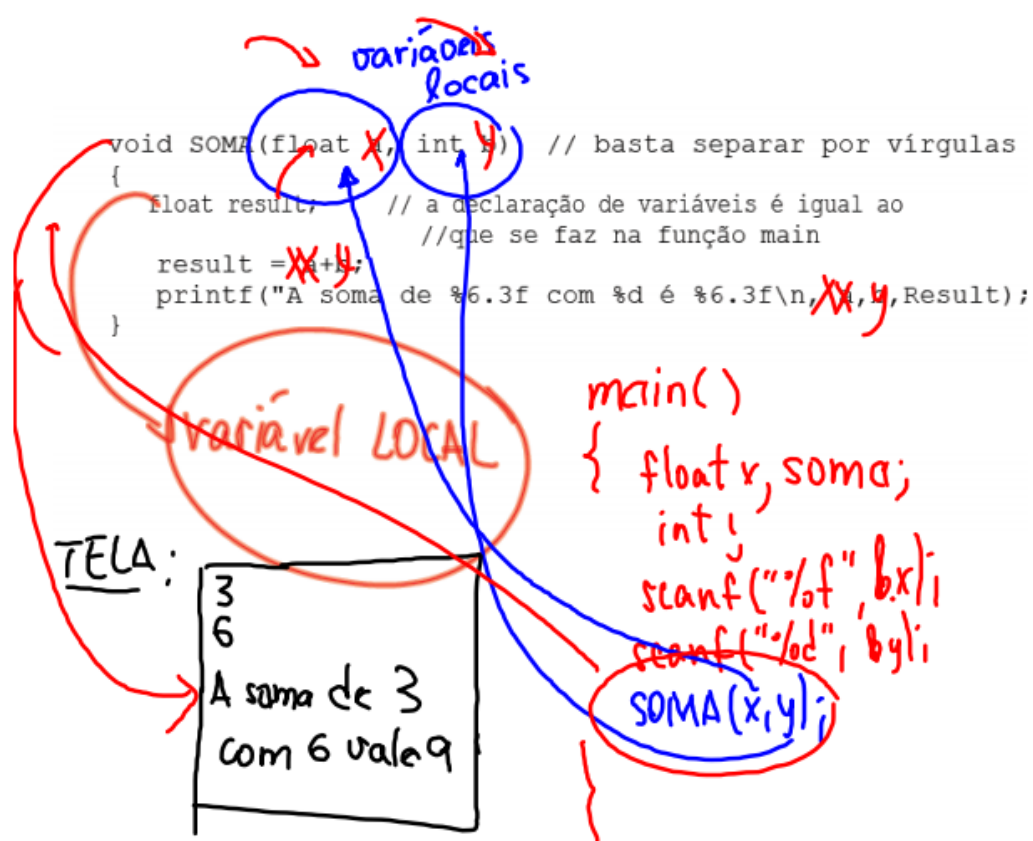 variáveis
locais
void SOMA(float x, int y) // basta separar por vírgulas
{
float result; // a declaração de variáveis é igual ao
//que se faz na função main
result = a+b;
printf("A soma de %6.3f com %d é %6.3f\n, x, y,Result);
}
variável LOCAL
main()
{ float x, soma;
int y
scanf("%f", &x);
scanf("%d", &y);
SOMA(x,y);
}
TELA:
3
6
A soma de 3
com 6 vale 9